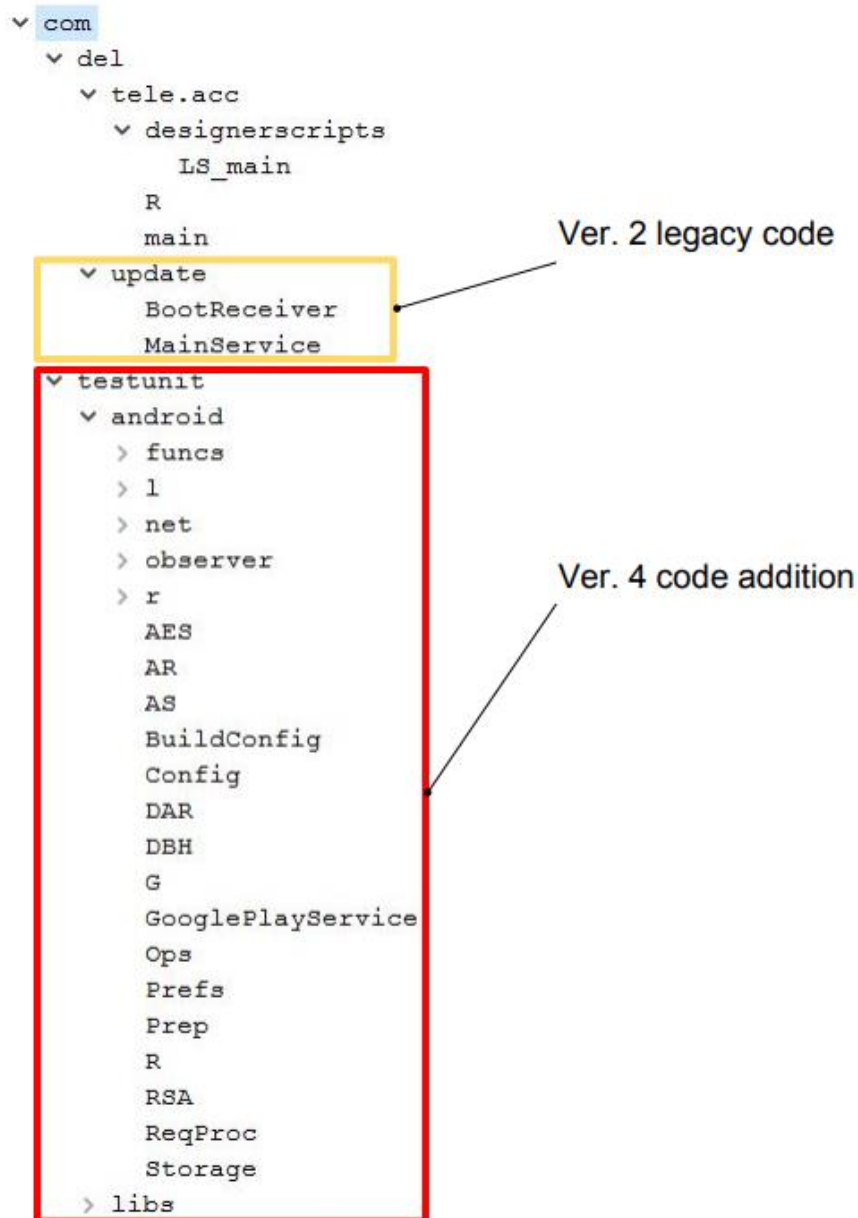 com
del
tele.acc
designerscripts
LS_main
R
main
Ver. 2 legacy code
update
BootReceiver
MainService
testunit
android
funcs
l
net
observer
r
Ver. 4 code addition
AES
AR
AS
BuildConfig
Config
DAR
DBH
G
GooglePlayService
Ops
Prefs
Prep
R
RSA
ReqProc
Storage
libs